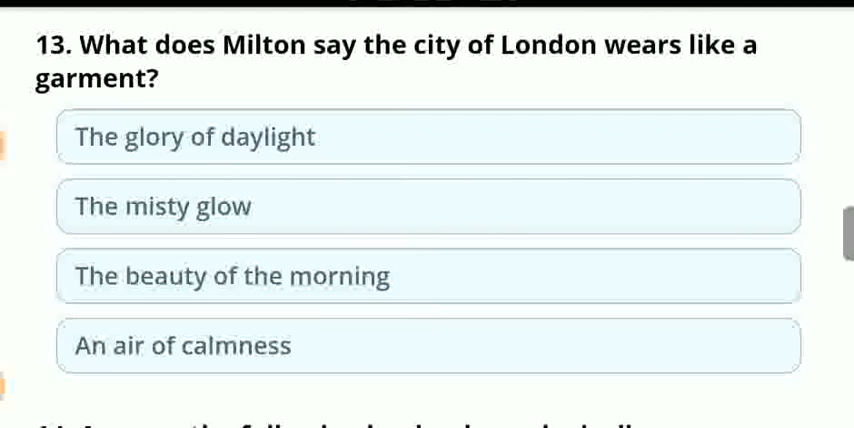 13. What does Milton say the city of London wears like a
garment?
The glory of daylight
The misty glow
The beauty of the morning
An air of calmness